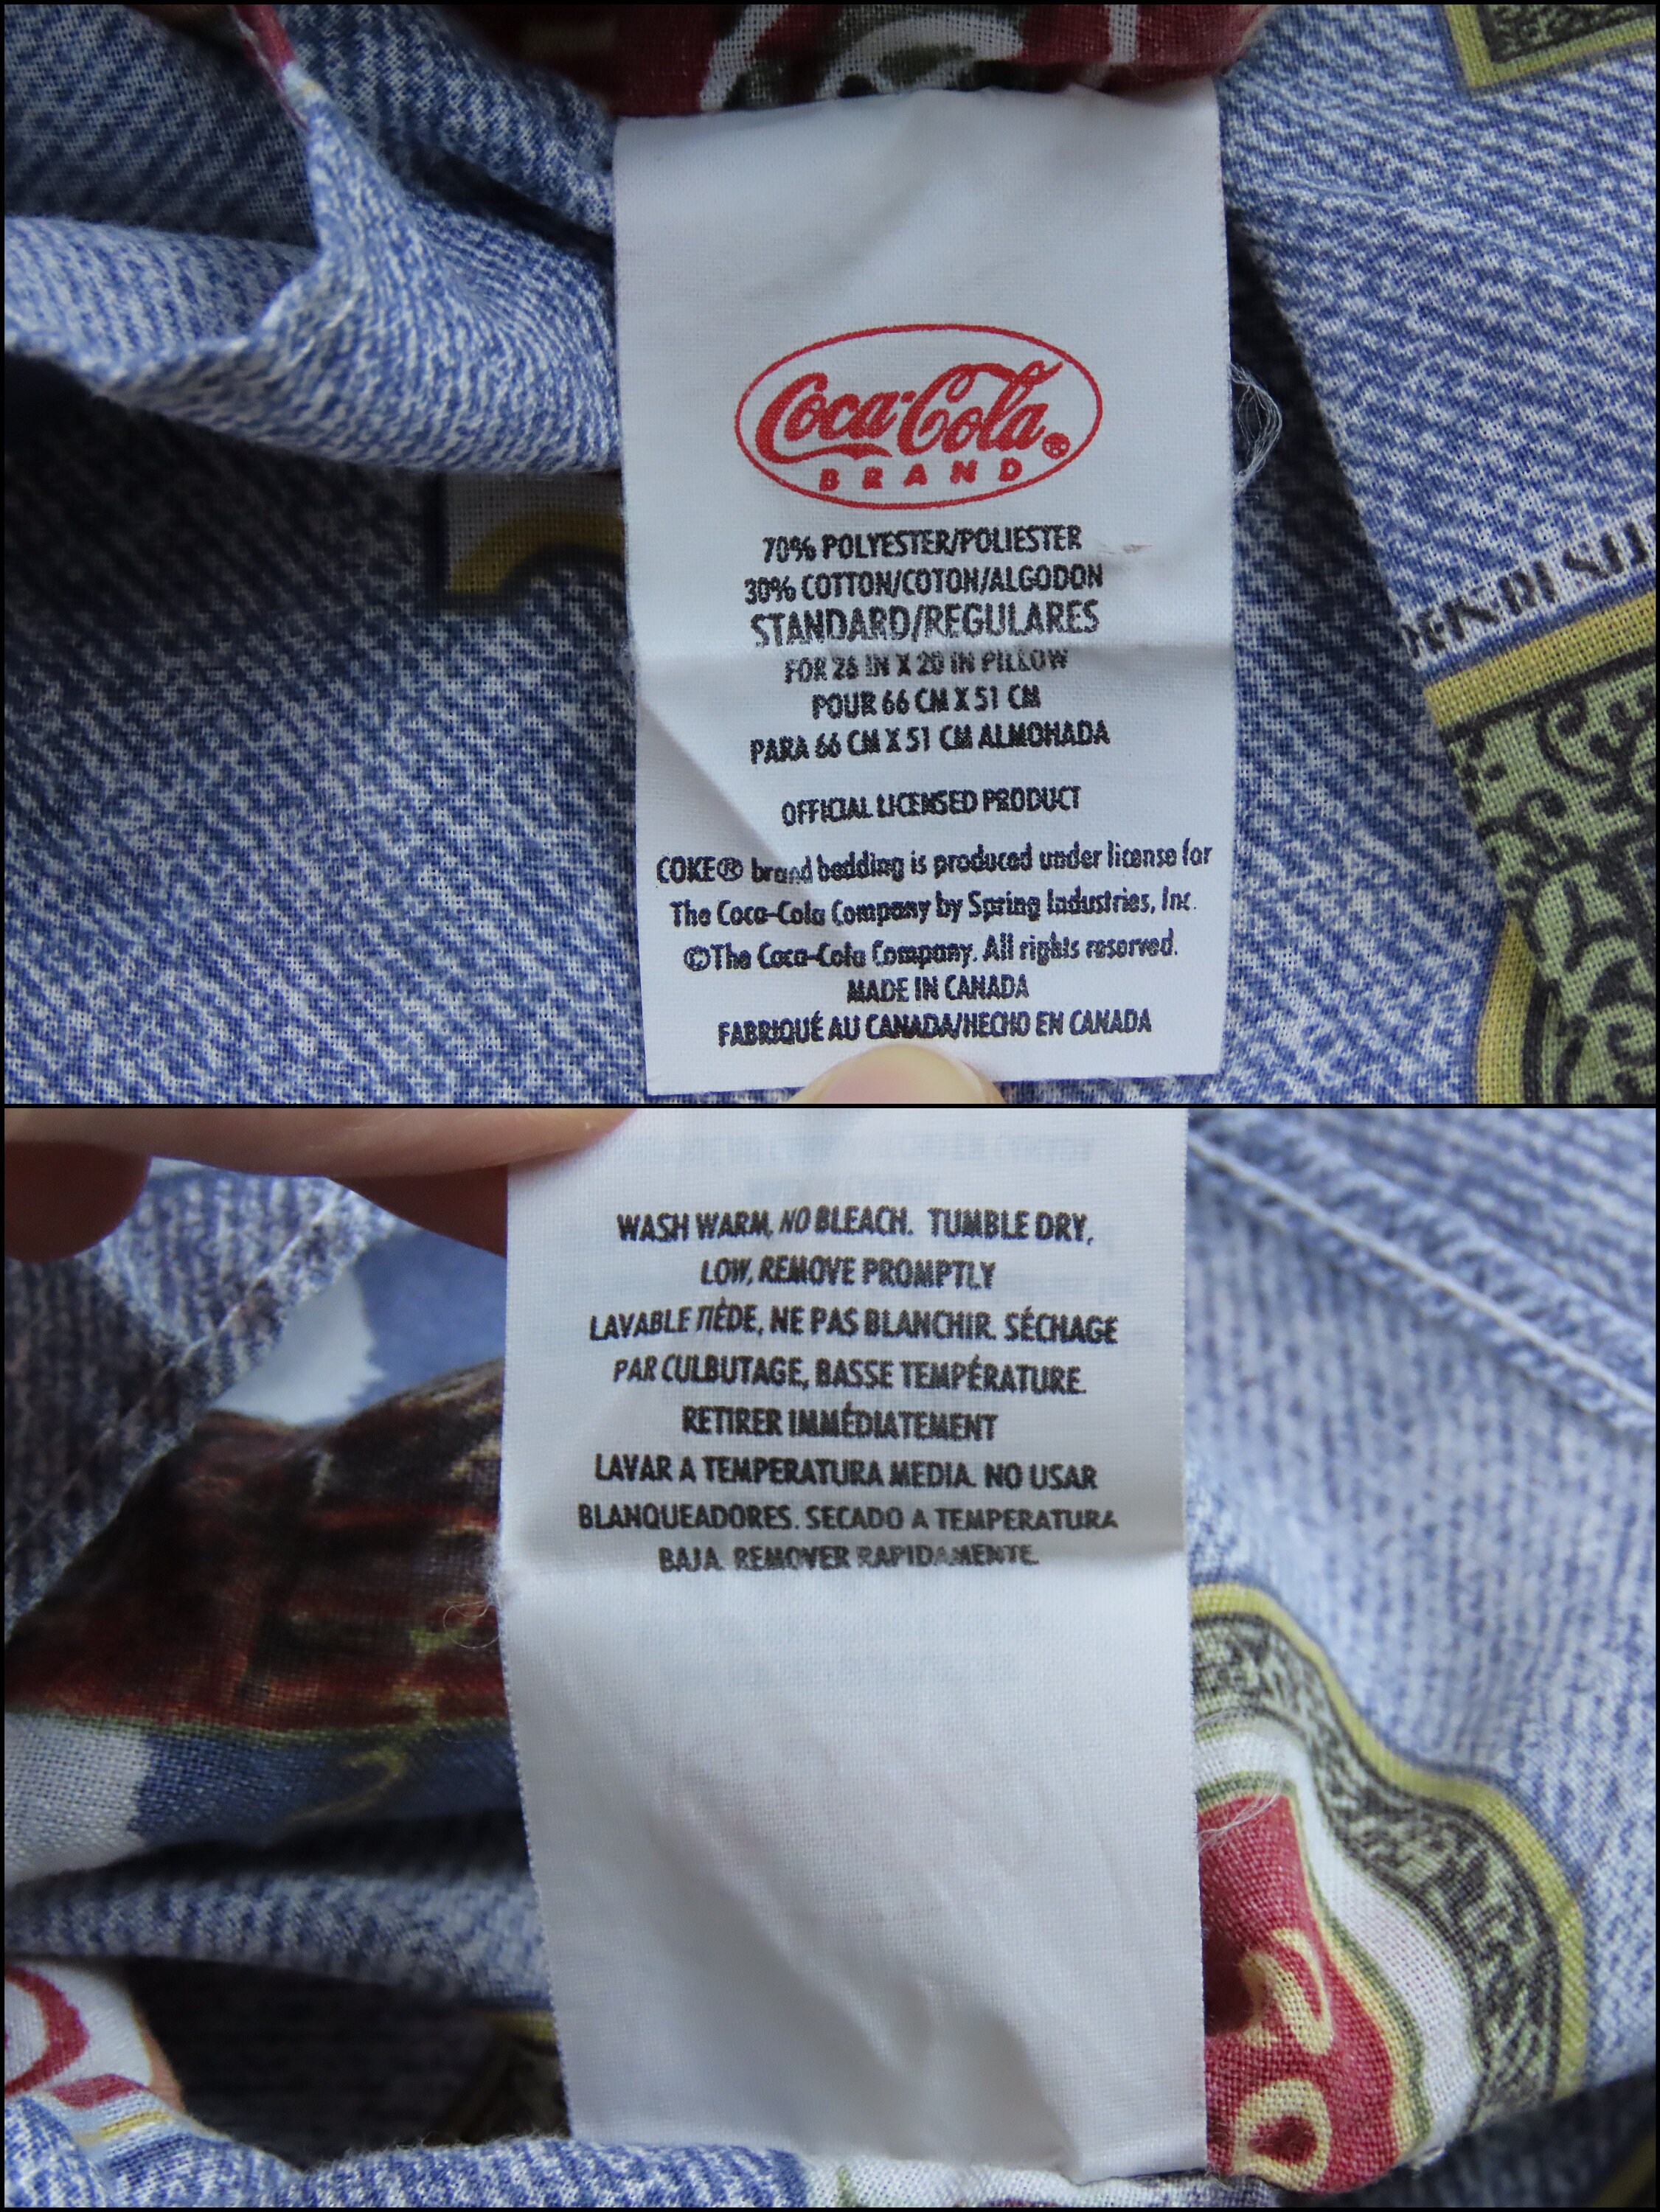 Coca-Cola®
BRAND
70% POLYESTER/POLIESTER
30% COTTON/COTON/ALGODON
STANDARD/REGULARES
FOR 26 IN X 20 IN PILLOW
POUR 66 CM X 51 CM
PARA 66 CM X 51 CM ALMOHADA
OFFICIAL LICENSED PRODUCT
COKE® brand bedding is produced under license for
The Coca-Cola Company by Spring Industries, Inc.
©The Coca-Cola Company. All rights reserved.
MADE IN CANADA
FABRIQUÉ AU CANADA/HECHO EN CANADA
WASH WARM, NO BLEACH. TUMBLE DRY,
LOW, REMOVE PROMPTLY
LAVABLE TIÈDE, NE PAS BLANCHIR. SÉCHAGE
PAR CULBUTAGE, BASSE TEMPÉRATURE.
RETIRER IMMÉDIATEMENT
LAVAR A TEMPERATURA MEDIA. NO USAR
BLANQUEADORES. SECADO A TEMPERATURA
BAJA. REMOVER RAPIDAMENTE.